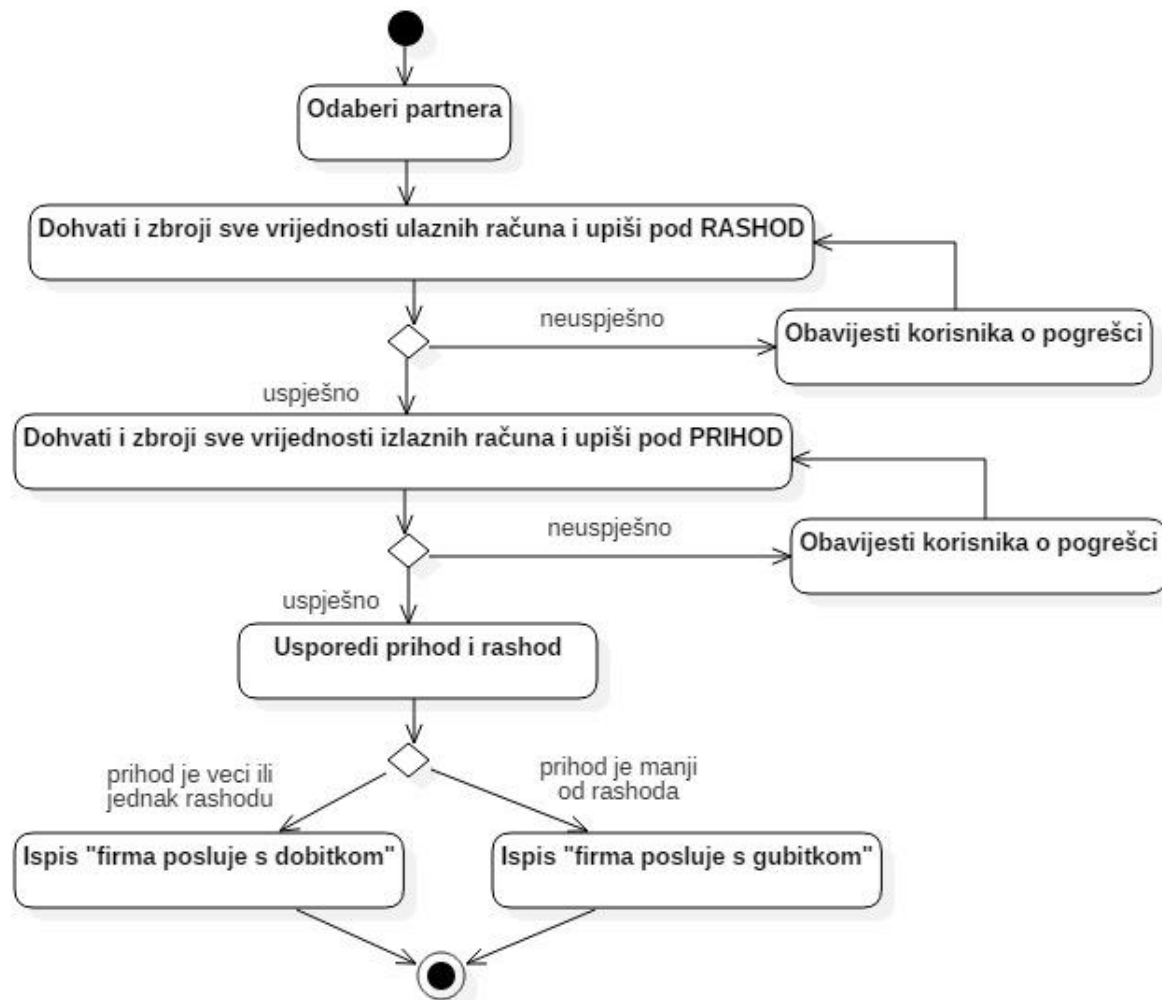 Odaberi partnera
Dohvati i zbroji sve vrijednosti ulaznih računa i upiši pod RASHOD
neuspješno
Obavijesti korisnika o pogrešci
uspješno
Dohvati i zbroji sve vrijednosti izlaznih računa i upiši pod PRIHOD
neuspješno
Obavijesti korisnika o pogrešci
uspješno
Usporedi prihod i rashod
prihod je veci ili
jednak rashodu
prihod je manji
od rashoda
Ispis "firma posluje s dobitkom"
Ispis "firma posluje s gubitkom"